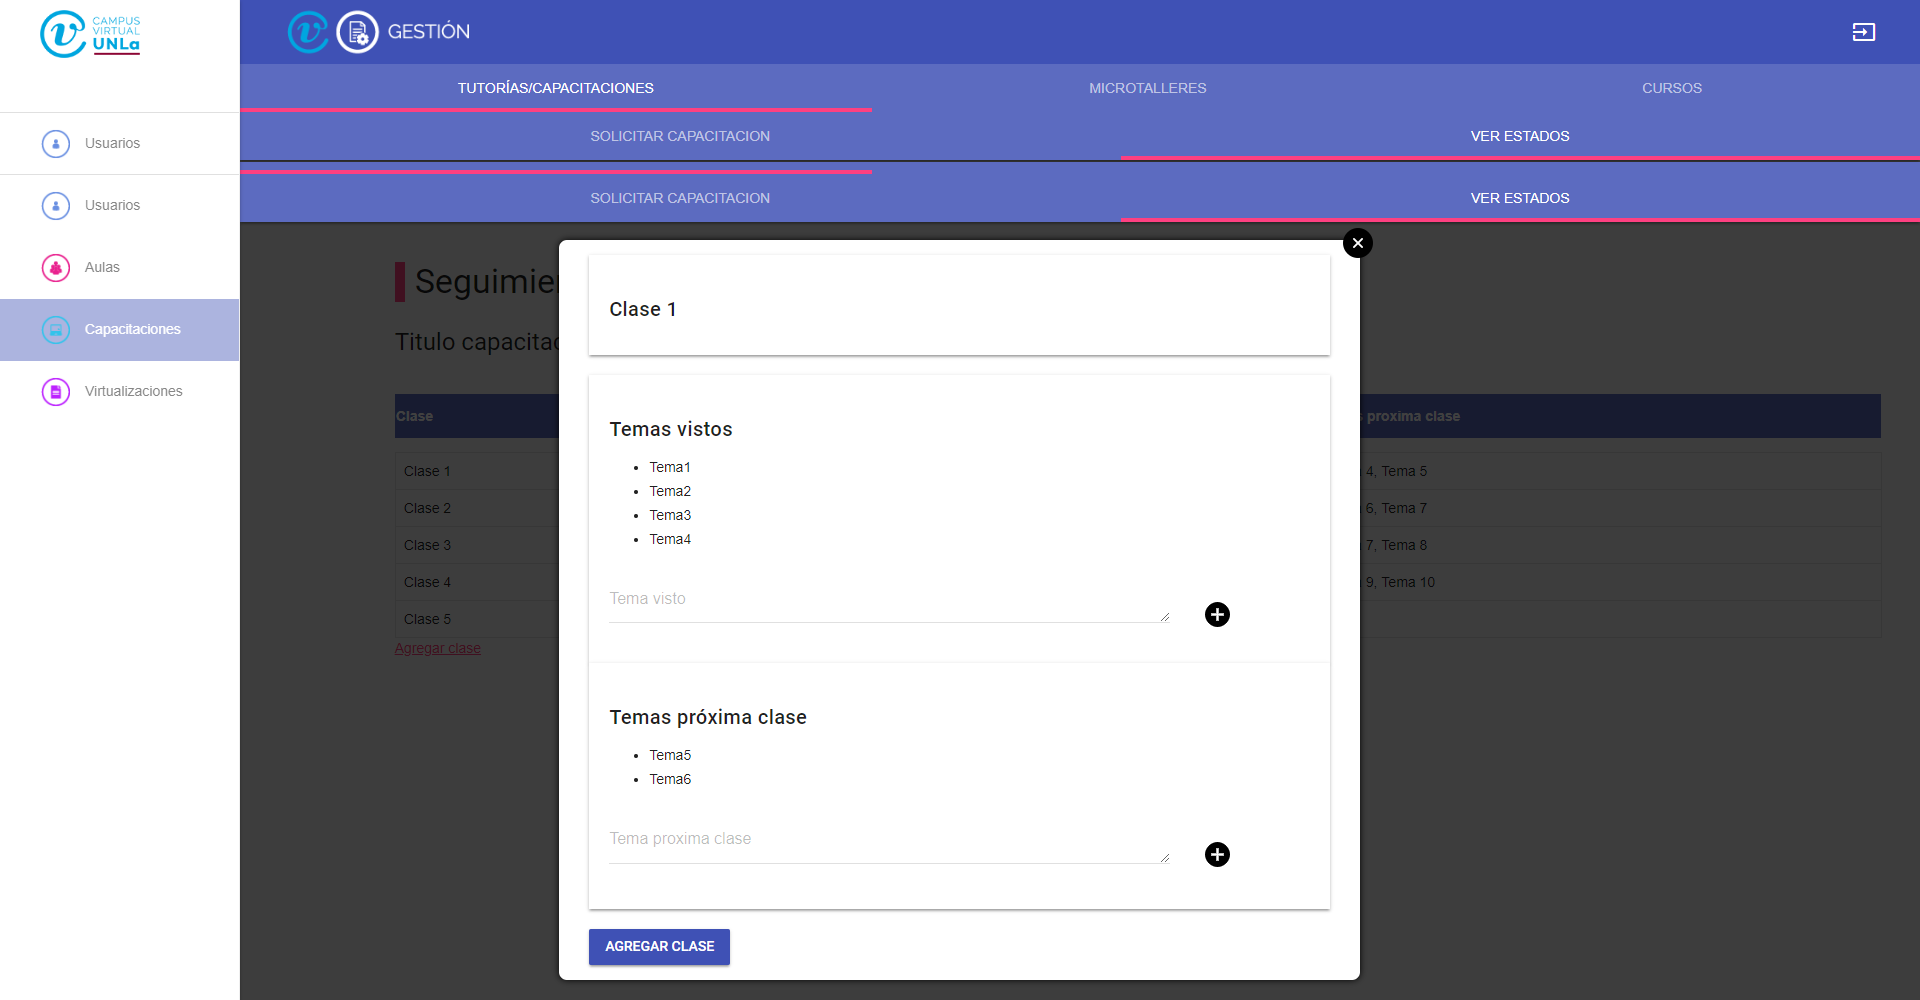 CAMPUS
VIRTUAL
UNLa
GESTIÓN
TUTORÍAS/CAPACITACIONES MICROTALLERES CURSOS
SOLICITAR CAPACITACION VER ESTADOS
SOLICITAR CAPACITACION VER ESTADOS
Usuarios
Usuarios
Aulas
Capacitaciones
Virtualizaciones
Clase proxima clase
Clase 1 4, Tema 5
Clase 2 6, Tema 7
Clase 3 7, Tema 8
Clase 4 9, Tema 10
Clase 5
Agregar clase
Clase 1
Temas vistos
Tema1
Tema2
Tema3
Tema4
Tema visto
Temas próxima clase
Tema5
Tema6
Tema proxima clase
AGREGAR CLASE